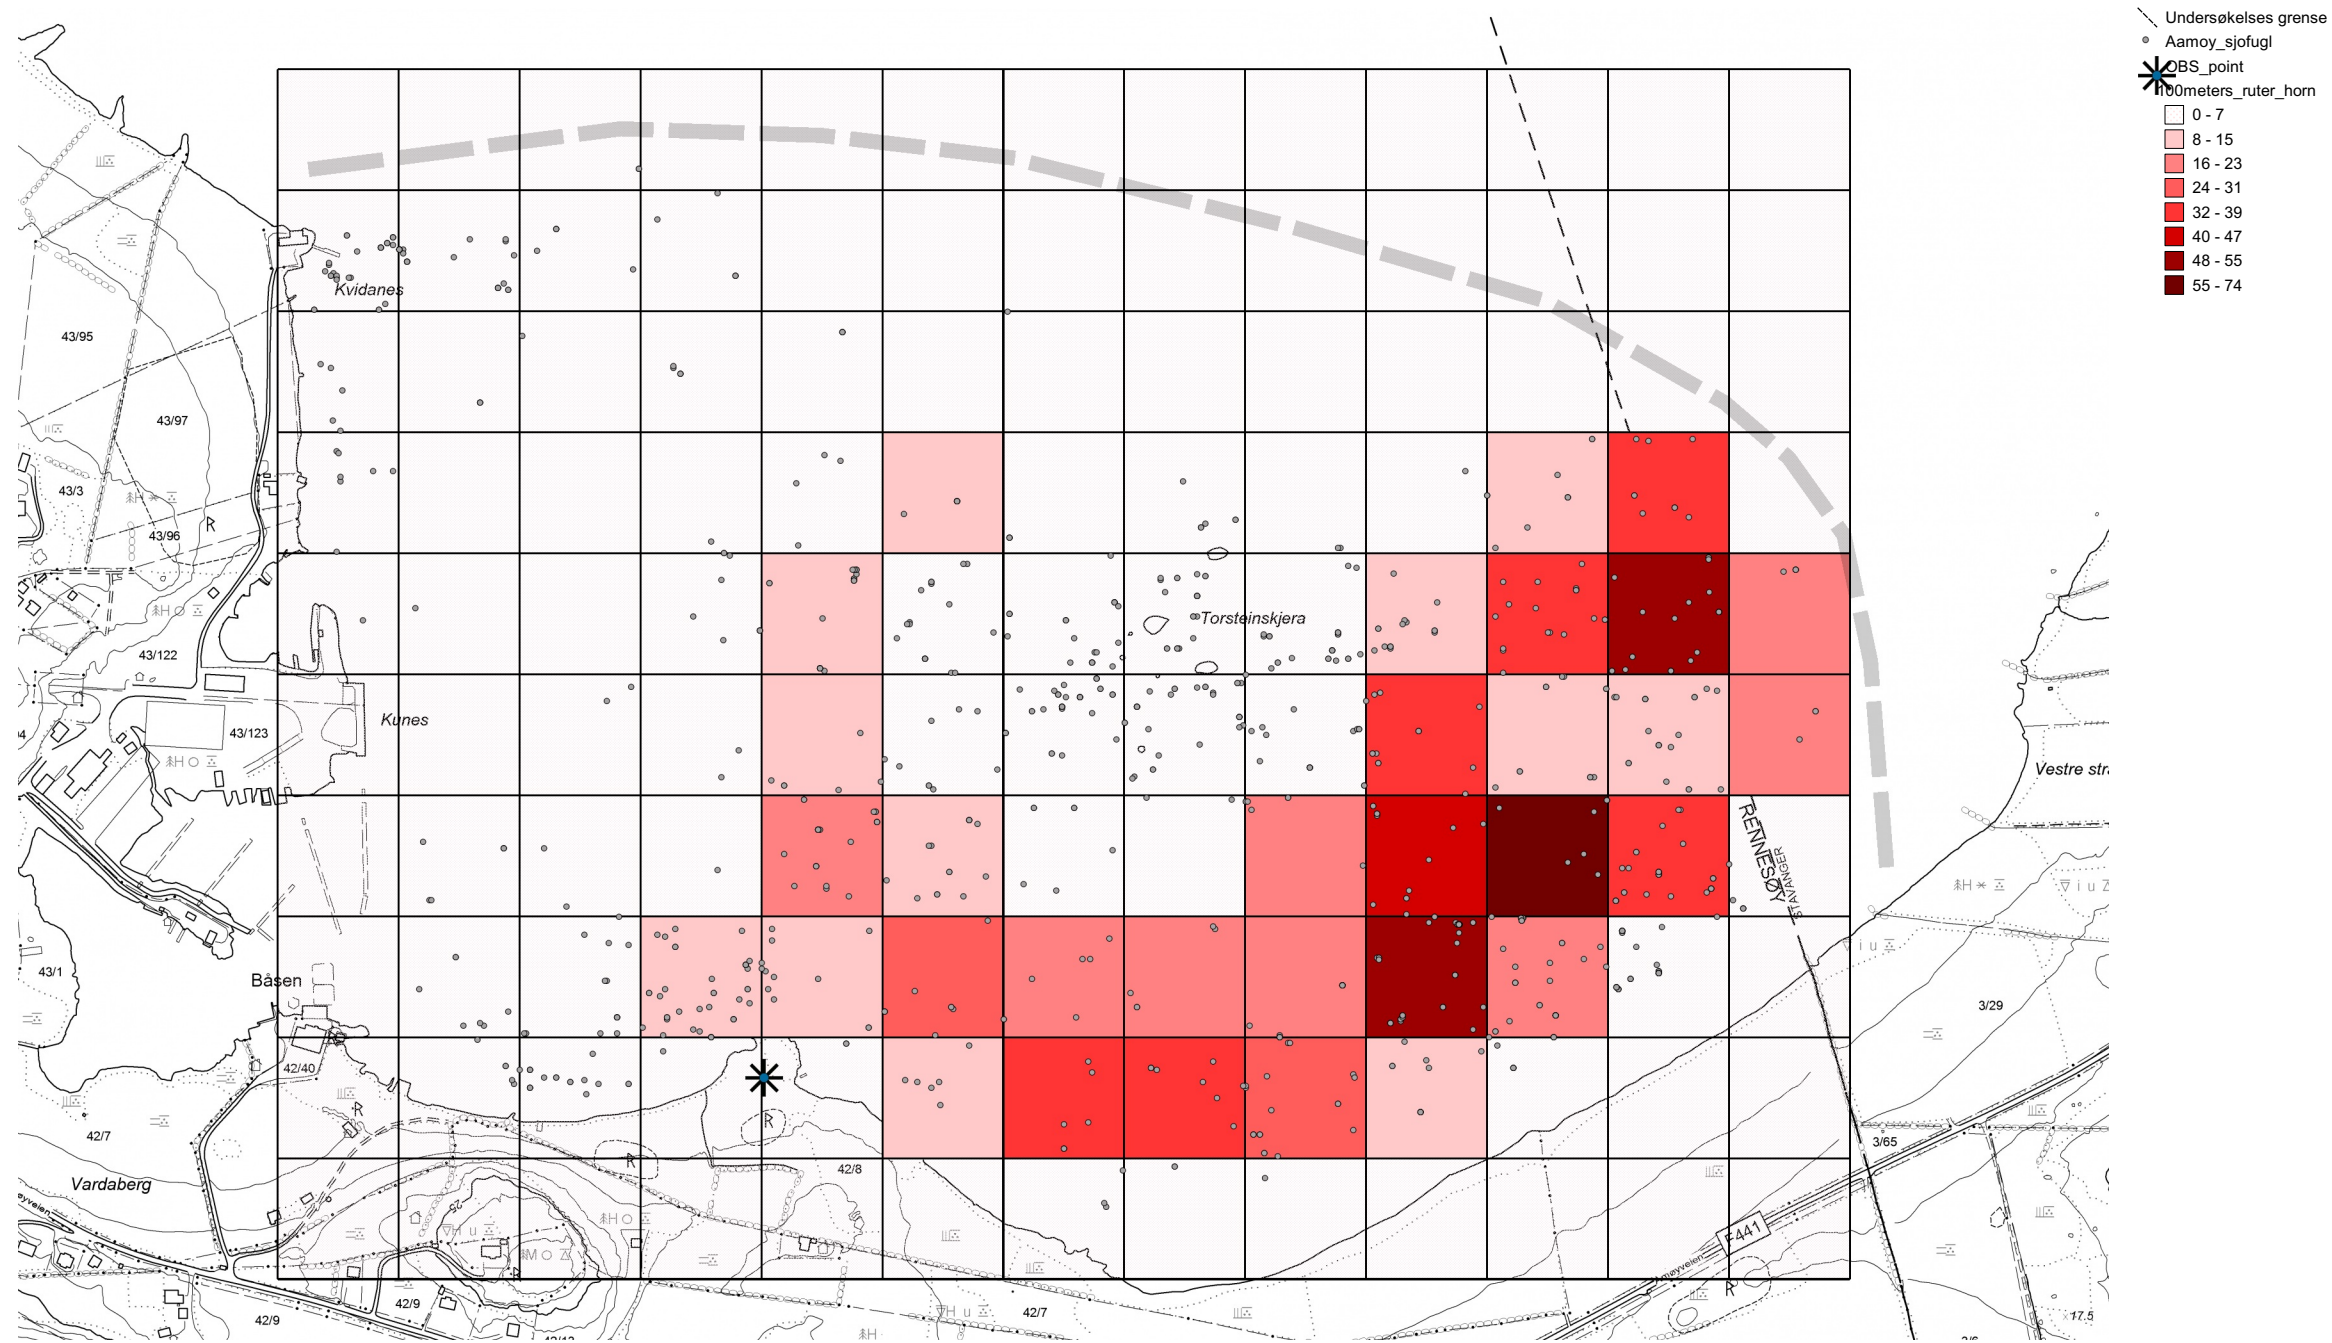 Undersøkelses grense
Aamoy_sjofugl
OBS_point
100meters_ruter_horn
0 - 7
8 - 15
16 - 23
24 - 31
32 - 39
40 - 47
48 - 55
55 - 74
Kvidanes
43/95
43/97
43/3
43/96
R
Torsteinskjera
43/122
Kunes
43/123
Vestre
RENNESØY
STAVANGER
43/1
Båsen
3/29
42/40
R
42/7
R
3/65
42/8
R
Vardaberg
F441
R
R
42/9
42/9
42/7
17.5